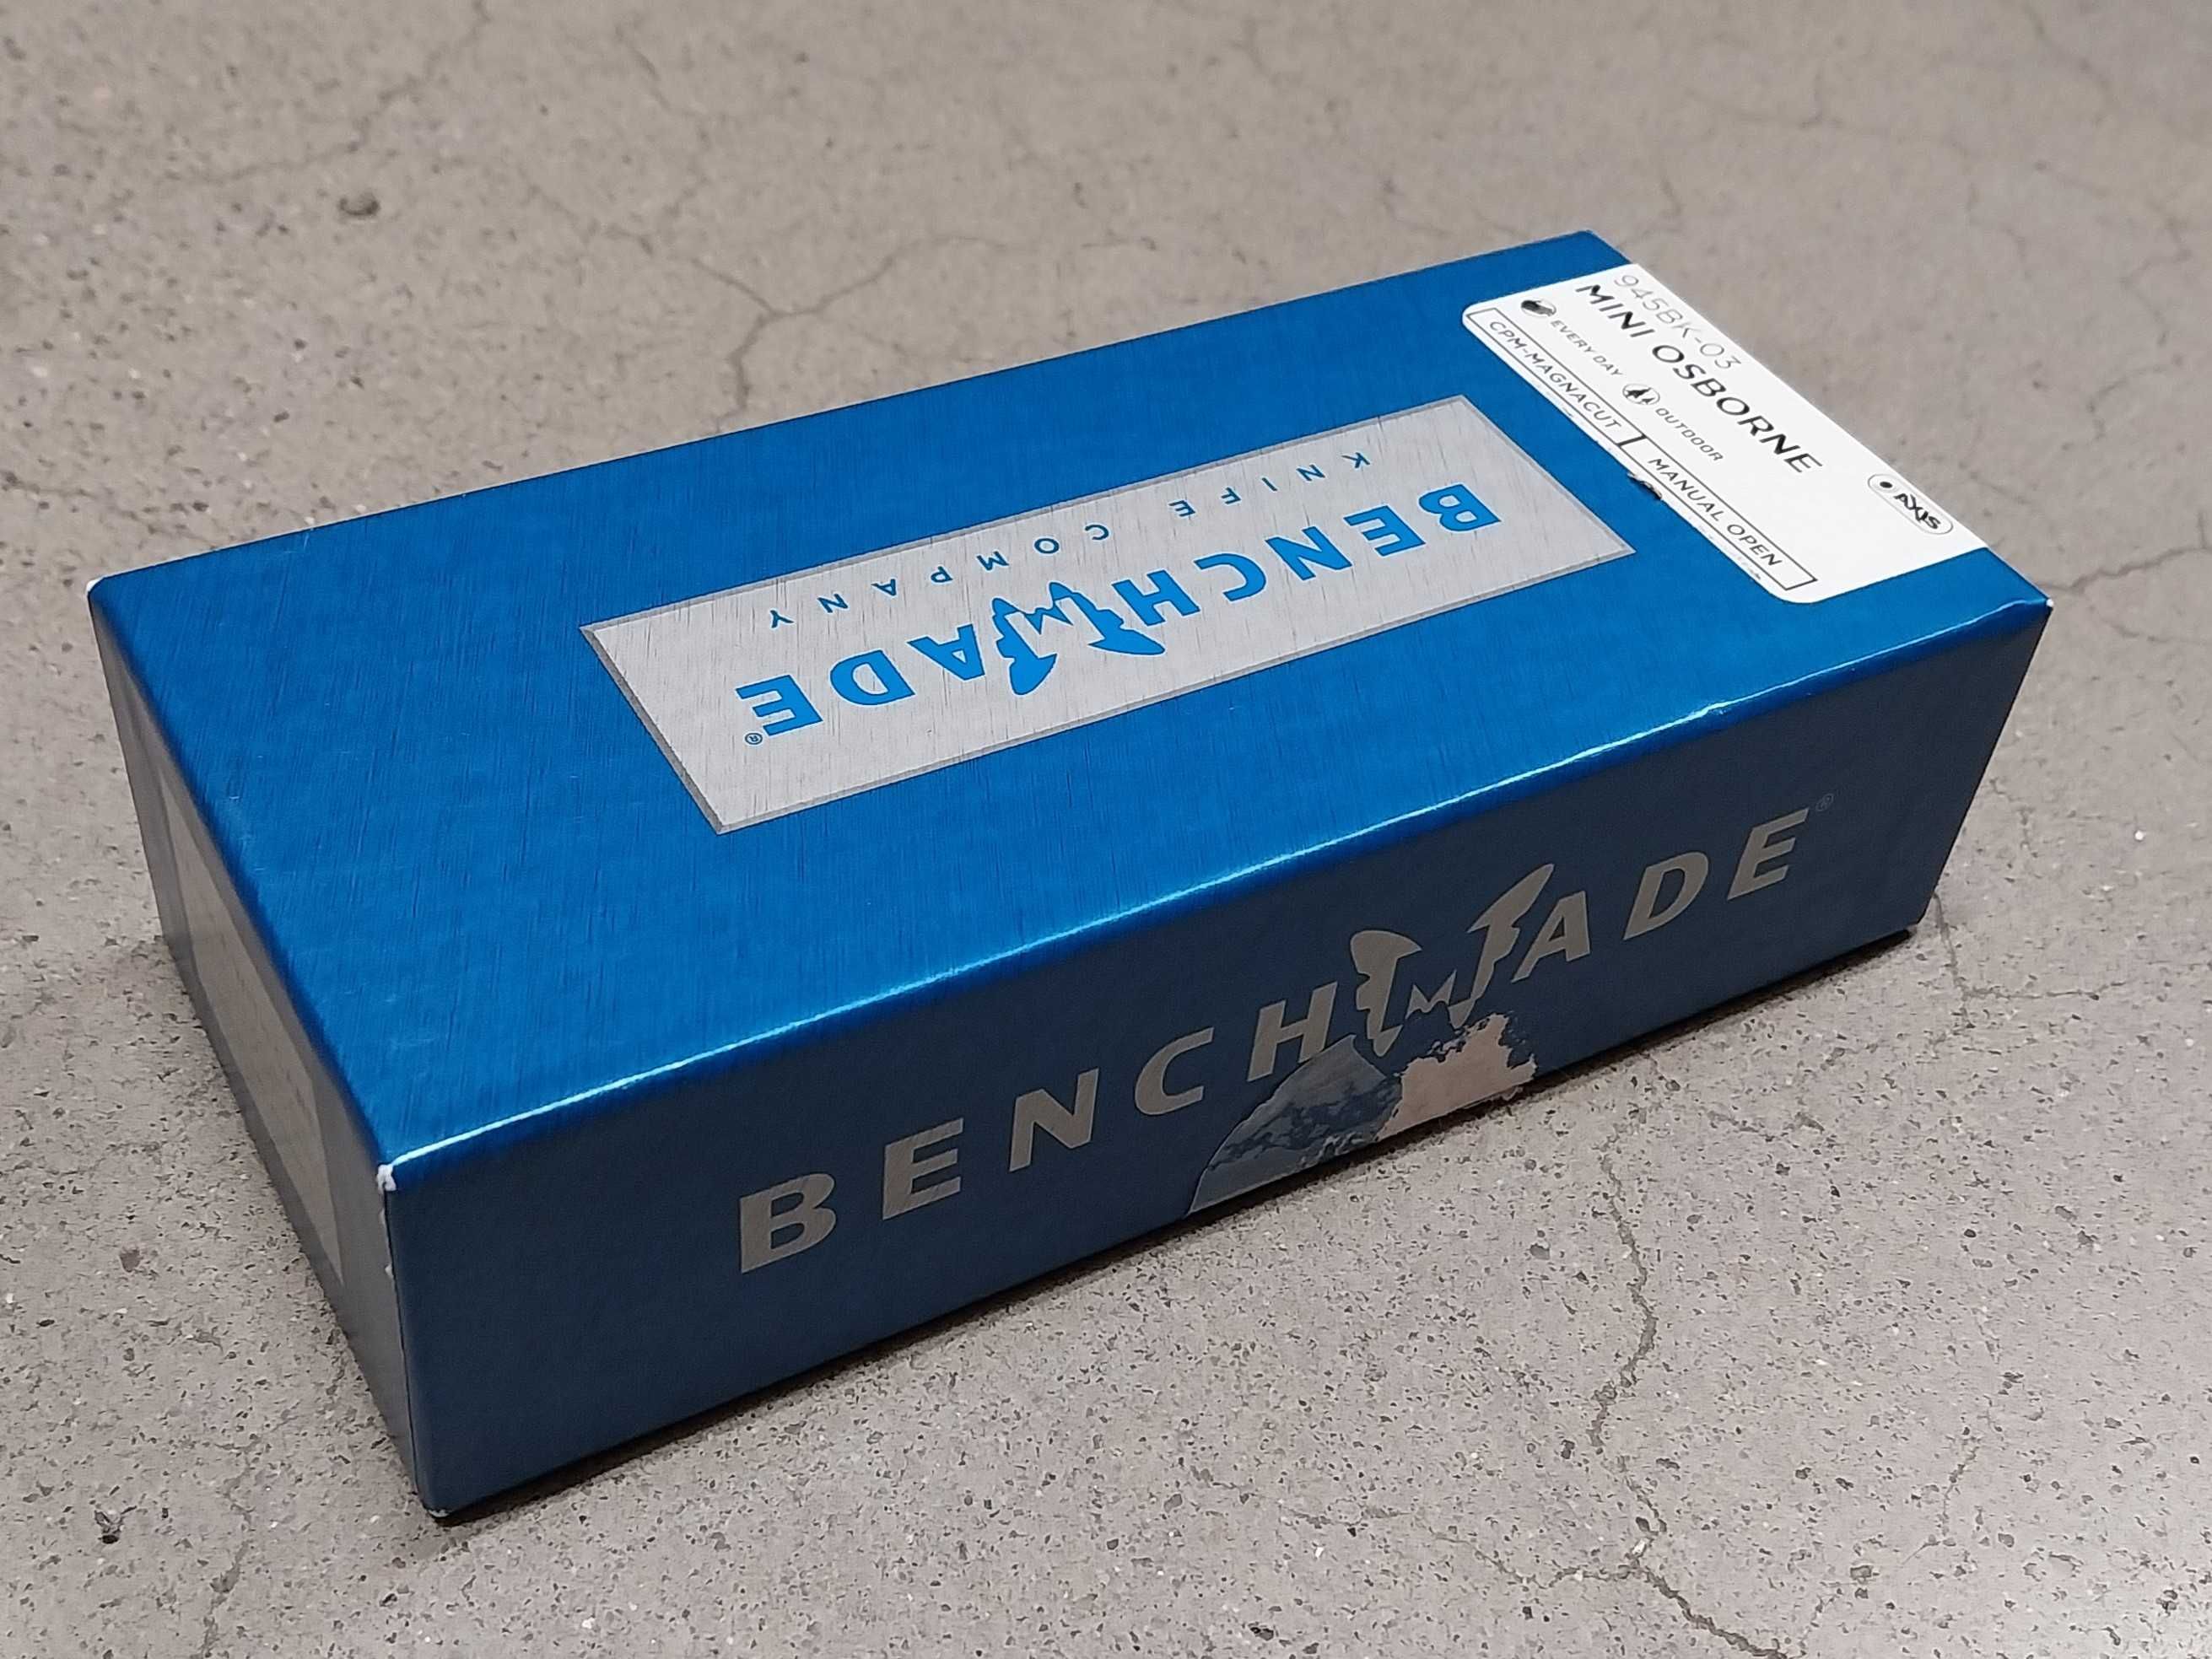 945BK-03
MINI OSBORNE
EVERY DAY OUTDOOR
AXIS
CPM-MAGNACUT MANUAL OPEN
BENCHMADE®
KNIFE COMPANY
BENCHMADE®